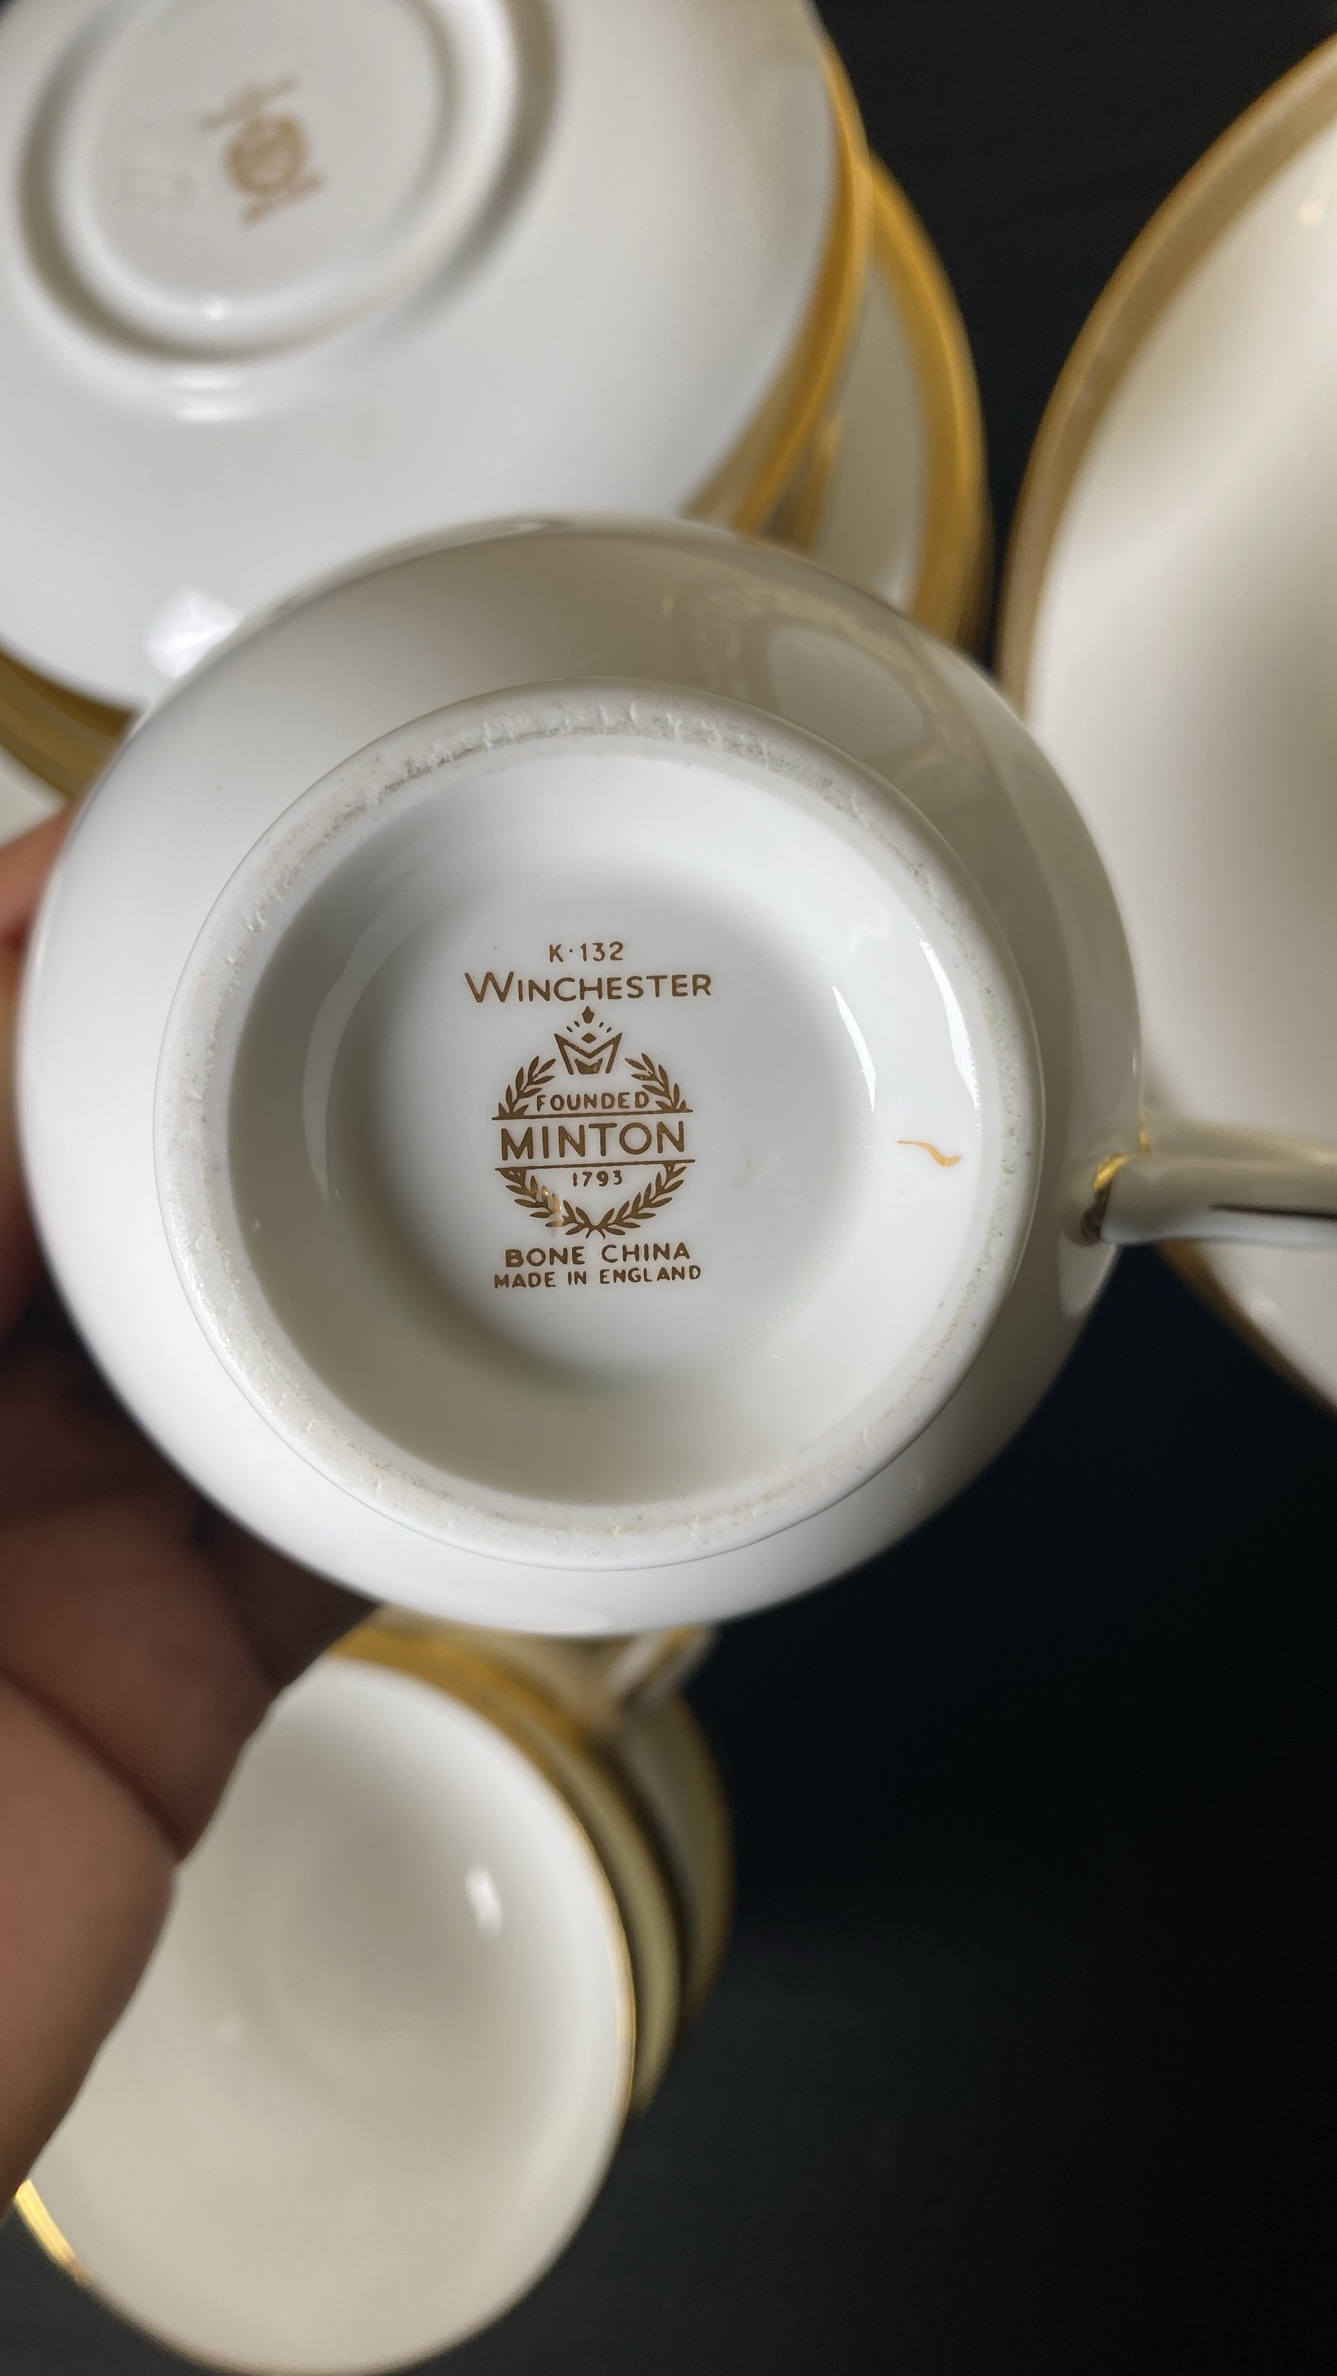 K·132
WINCHESTER
FOUNDED
MINTON
1793
BONE CHINA
MADE IN ENGLAND